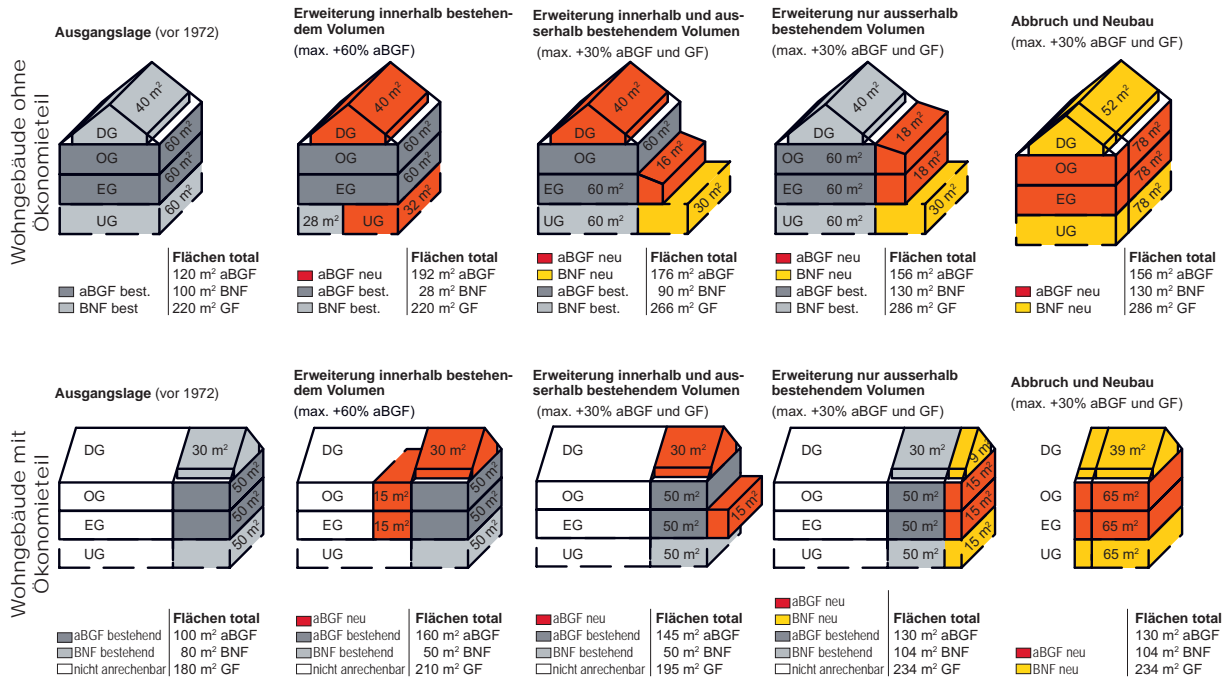 Wohngebäude ohne
Ökonomieteil
Ausgangslage (vor 1972)
40 m²
DG
OG
60 m²
EG
60 m²
UG
60 m²
Flächen total
120 m² aBGF
aBGF best.
100 m² BNF
BNF best
220 m² GF
Erweiterung innerhalb bestehen-
dem Volumen
(max. +60% aBGF)
40 m²
DG
OG
60 m²
EG
60 m²
28 m²
UG
32 m²
Flächen total
aBGF neu
192 m² aBGF
aBGF best.
28 m² BNF
BNF best.
220 m² GF
Erweiterung innerhalb und aus-
serhalb bestehendem Volumen
(max. +30% aBGF und GF)
40 m²
DG
OG
60 m²
16 m²
EG
60 m²
UG
60 m²
30 m²
aBGF neu
Flächen total
BNF neu
176 m² aBGF
aBGF best.
90 m² BNF
BNF best.
266 m² GF
Erweiterung nur ausserhalb
bestehendem Volumen
(max. +30% aBGF und GF)
40 m²
DG
18 m²
OG
60 m²
18 m²
EG
60 m²
UG
60 m²
30 m²
aBGF neu
Flächen total
BNF neu
156 m² aBGF
aBGF best.
130 m² BNF
BNF best.
286 m² GF
Abbruch und Neubau
(max. +30% aBGF und GF)
52 m²
DG
OG
78 m²
EG
78 m²
UG
78 m²
Flächen total
156 m² aBGF
aBGF neu
130 m² BNF
BNF neu
286 m² GF
Wohngebäude mit
Ökonomieteil
Ausgangslage (vor 1972)
DG
30 m²
OG
50 m²
EG
50 m²
UG
50 m²
Flächen total
aBGF bestehend
100 m² aBGF
BNF bestehend
80 m² BNF
nicht anrechenbar
180 m² GF
Erweiterung innerhalb bestehen-
dem Volumen
(max. +60% aBGF)
DG
30 m²
OG
15 m²
50 m²
EG
15 m²
50 m²
UG
50 m²
aBGF neu
Flächen total
aBGF bestehend
160 m² aBGF
BNF bestehend
50 m² BNF
nicht anrechenbar
210 m² GF
Erweiterung innerhalb und aus-
serhalb bestehendem Volumen
(max. +30% aBGF und GF)
DG
30 m²
OG
50 m²
EG
50 m²
15 m²
UG
50 m²
aBGF neu
Flächen total
aBGF bestehend
145 m² aBGF
BNF bestehend
50 m² BNF
nicht anrechenbar
195 m² GF
Erweiterung nur ausserhalb
bestehendem Volumen
(max. +30% aBGF und GF)
DG
30 m²
9 m²
OG
50 m²
15 m²
EG
50 m²
15 m²
UG
50 m²
15 m²
aBGF neu
BNF neu
Flächen total
aBGF bestehend
130 m² aBGF
BNF bestehend
104 m² BNF
nicht anrechenbar
234 m² GF
Abbruch und Neubau
(max. +30% aBGF und GF)
DG
39 m²
OG
65 m²
EG
65 m²
UG
65 m²
Flächen total
130 m² aBGF
aBGF neu
104 m² BNF
BNF neu
234 m² GF